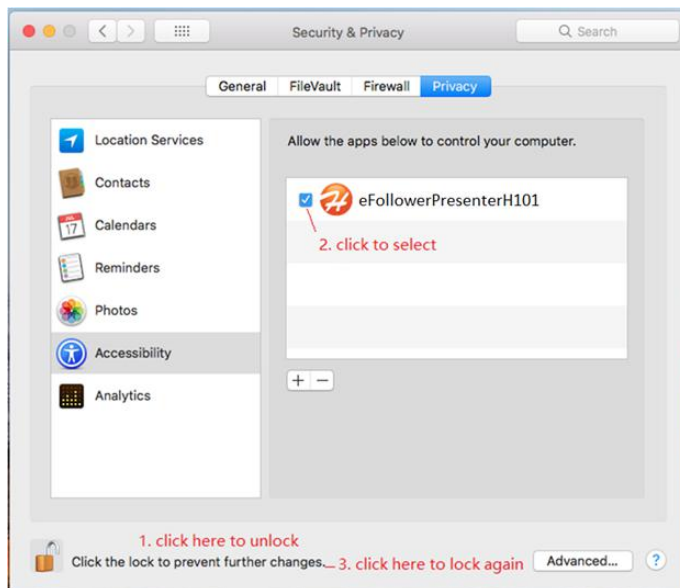 Security & Privacy
Search
General FileVault Firewall Privacy
Location Services
Contacts
17
Calendars
Reminders
Photos
Accessibility
Analytics
Allow the apps below to control your computer.
eFollowerPresenterH101
2. click to select
+ −
1. click here to unlock
Click the lock to prevent further changes.
3. click here to lock again
Advanced...
?